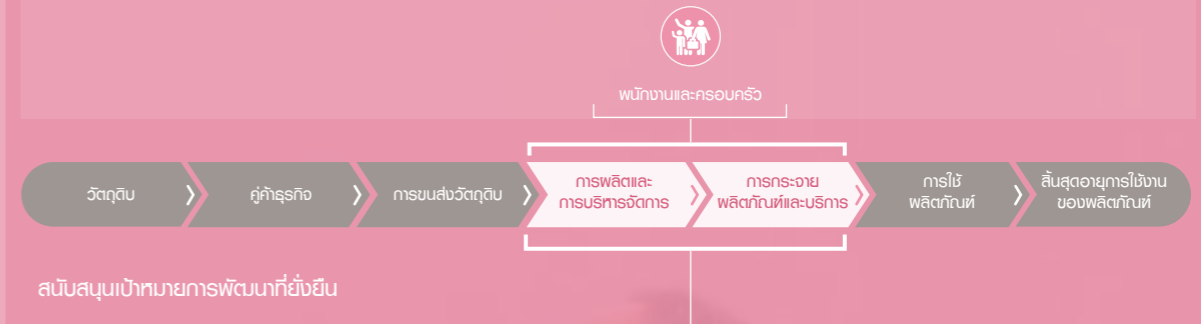 พนักงานและครอบครัว
วัตถุดิบ
คู่ค้าธุรกิจ
การขนส่งวัตถุดิบ
การผลิตและ
การบริหารจัดการ
การกระจาย
ผลิตภัณฑ์และบริการ
การใช้
ผลิตภัณฑ์
สิ้นสุดอายุการใช้งาน
ของผลิตภัณฑ์
สนับสนุนเป้าหมายการพัฒนาที่ยั่งยืน